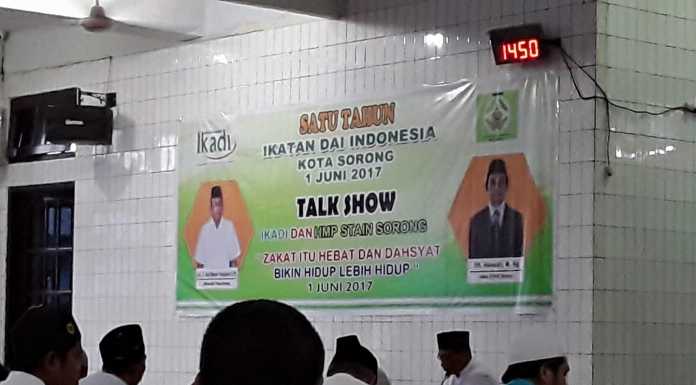 1450
SATU TAHUN
Ikadi
IKATAN DAI INDONESIA
KOTA SORONG
1 JUNI 2017
TALK SHOW
IKADI DAN HMP STAIN SORONG
" ZAKAT ITU HEBAT DAN DAHSYAT
BIKIN HIDUP LEBIH HIDUP "
1 JUNI 2017